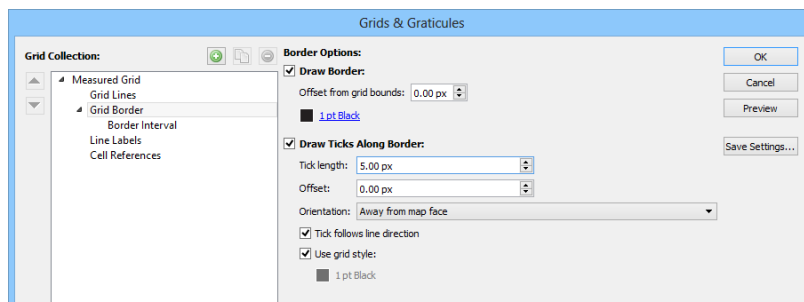 Grids & Graticules
Grid Collection:
Measured Grid
Grid Lines
Grid Border
Border Interval
Line Labels
Cell References
Border Options:
Draw Border:
Offset from grid bounds: 0.00 px
1 pt Black
Draw Ticks Along Border:
Tick length: 5.00 px
Offset: 0.00 px
Orientation: Away from map face
Tick follows line direction
Use grid style:
1 pt Black
OK
Cancel
Preview
Save Settings...